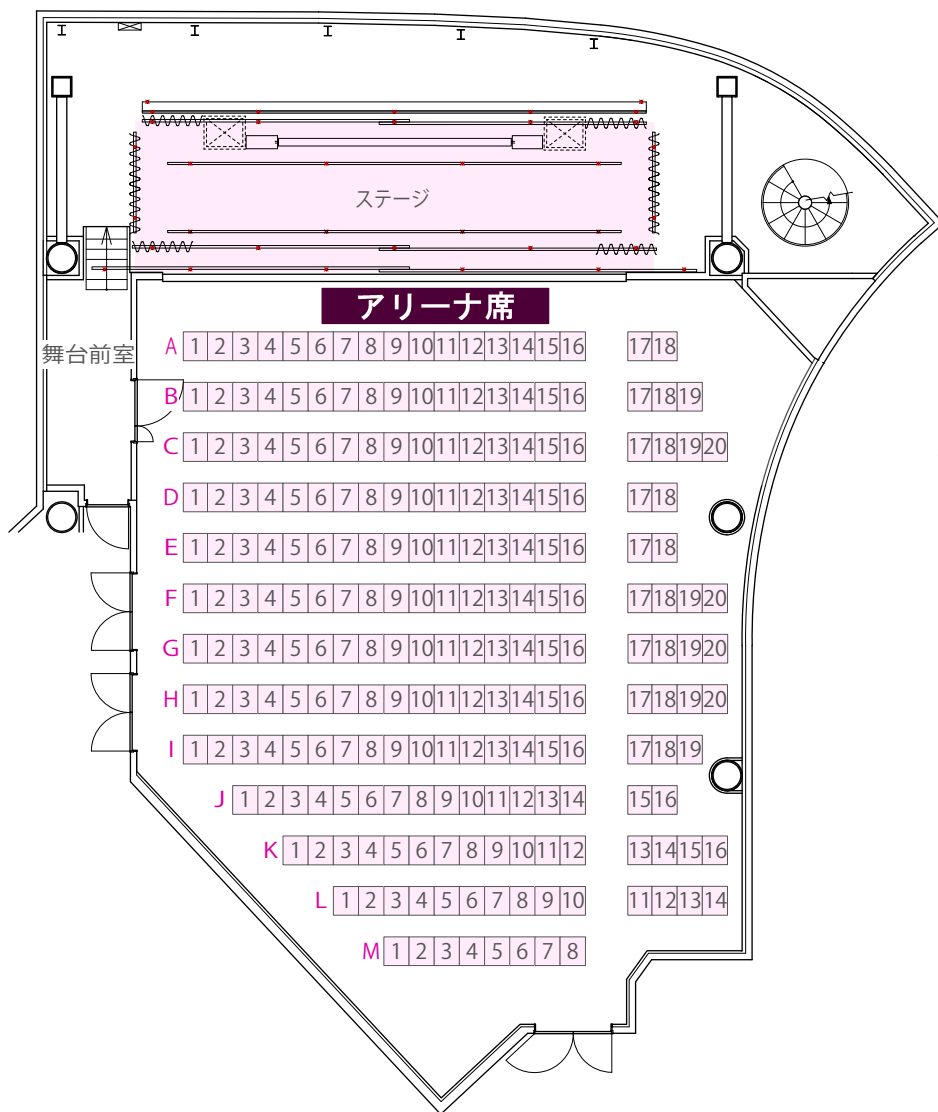 ステージ
アリーナ席
舞台前室
A 1 2 3 4 5 6 7 8 9 10 11 12 13 14 15 16 17 18
B 1 2 3 4 5 6 7 8 9 10 11 12 13 14 15 16 17 18 19
C 1 2 3 4 5 6 7 8 9 10 11 12 13 14 15 16 17 18 19 20
D 1 2 3 4 5 6 7 8 9 10 11 12 13 14 15 16 17 18
E 1 2 3 4 5 6 7 8 9 10 11 12 13 14 15 16 17 18
F 1 2 3 4 5 6 7 8 9 10 11 12 13 14 15 16 17 18 19 20
G 1 2 3 4 5 6 7 8 9 10 11 12 13 14 15 16 17 18 19 20
H 1 2 3 4 5 6 7 8 9 10 11 12 13 14 15 16 17 18 19 20
I 1 2 3 4 5 6 7 8 9 10 11 12 13 14 15 16 17 18 19
J 1 2 3 4 5 6 7 8 9 10 11 12 13 14 15 16
K 1 2 3 4 5 6 7 8 9 10 11 12 13 14 15 16
L 1 2 3 4 5 6 7 8 9 10 11 12 13 14
M 1 2 3 4 5 6 7 8